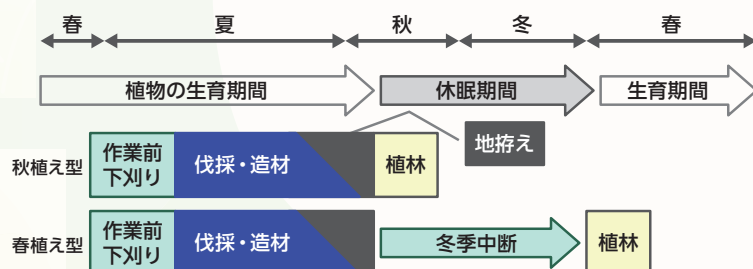 春 夏 秋 冬 春
植物の生育期間 休眠期間 生育期間
地拵え
秋植え型 作業前 下刈り 伐採・造材 植林
春植え型 作業前 下刈り 伐採・造材 冬季中断 植林